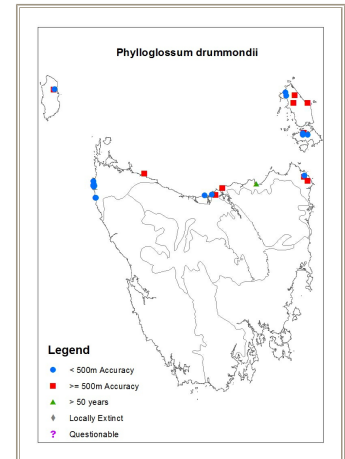 Phylloglossum drummondii
Legend
< 500m Accuracy
>= 500m Accuracy
> 50 years
Locally Extinct
? Questionable